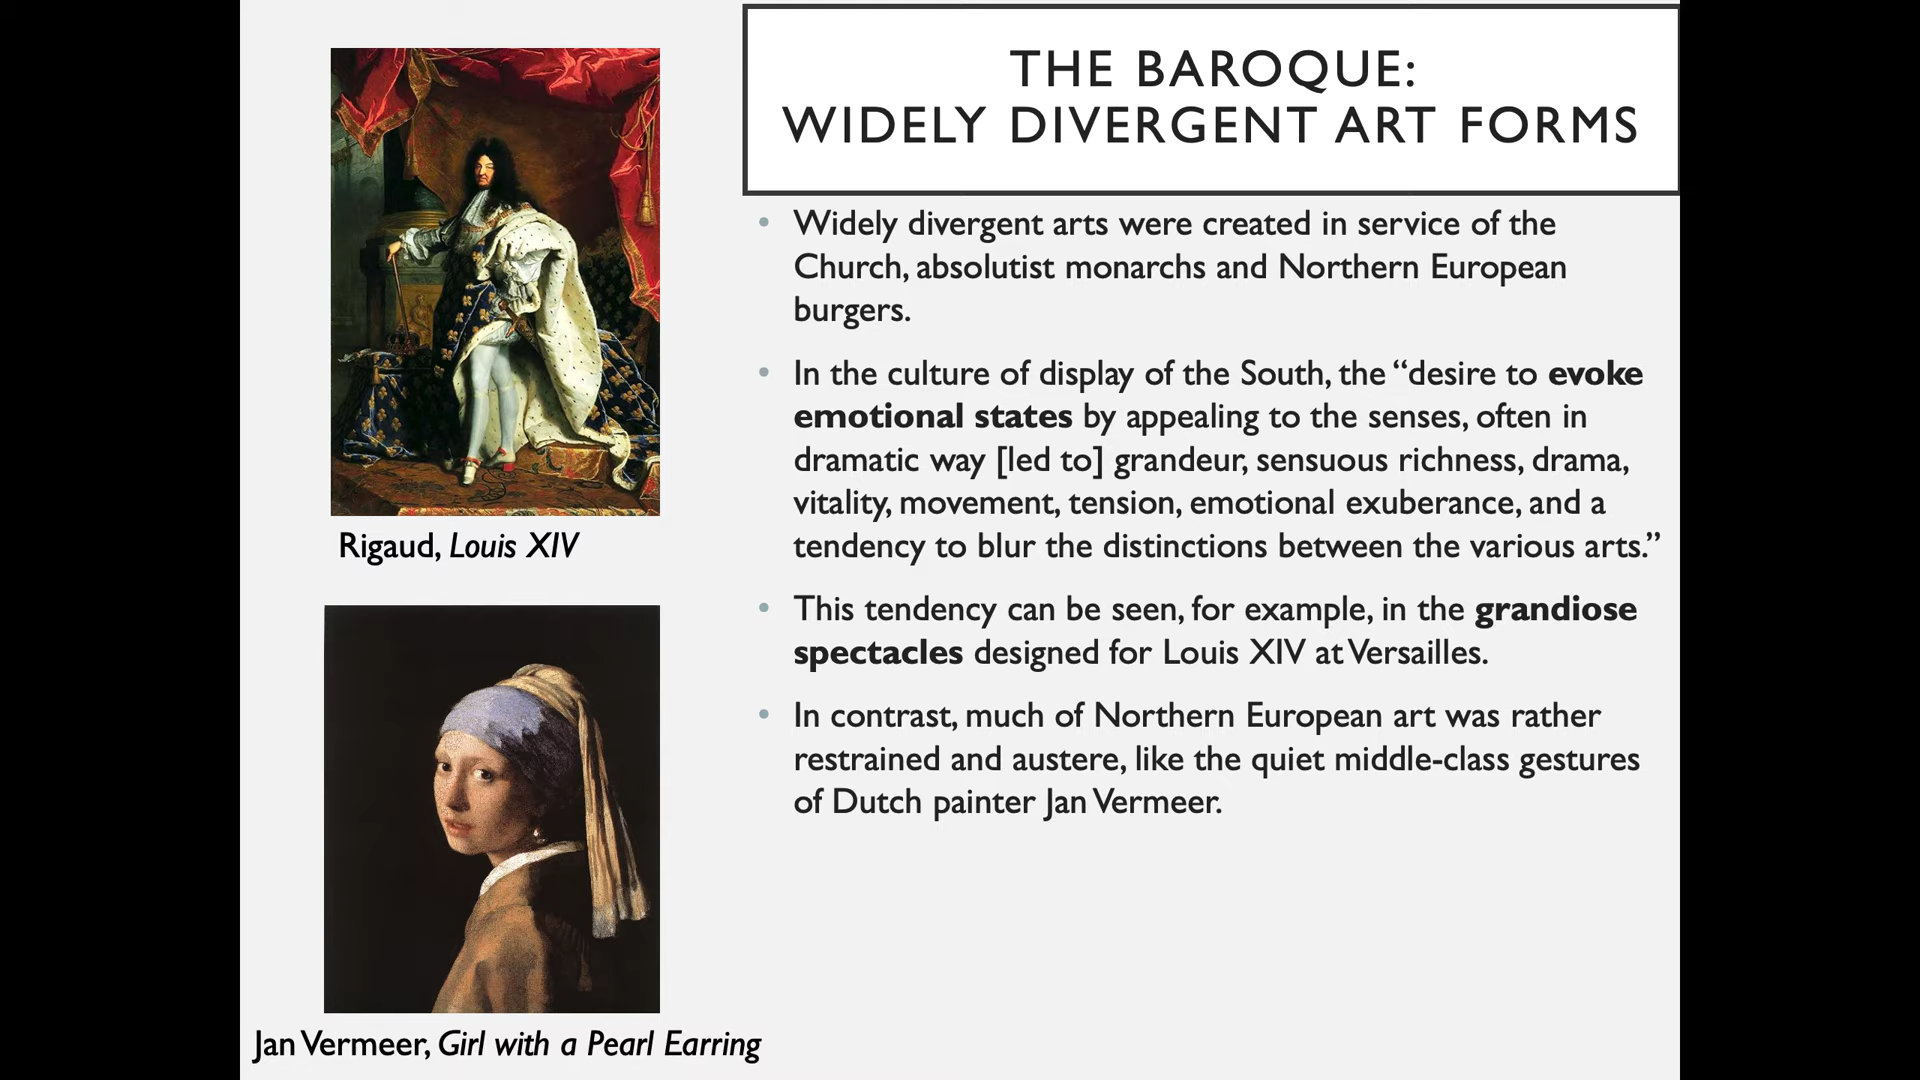 THE BAROQUE:
WIDELY DIVERGENT ART FORMS
• Widely divergent arts were created in service of the
Church, absolutist monarchs and Northern European
burgers.
• In the culture of display of the South, the “desire to evoke
emotional states by appealing to the senses, often in
dramatic way [led to] grandeur, sensuous richness, drama,
vitality, movement, tension, emotional exuberance, and a
tendency to blur the distinctions between the various arts.”
• This tendency can be seen, for example, in the grandiose
spectacles designed for Louis XIV at Versailles.
• In contrast, much of Northern European art was rather
restrained and austere, like the quiet middle-class gestures
of Dutch painter Jan Vermeer.
Rigaud, Louis XIV
Jan Vermeer, Girl with a Pearl Earring